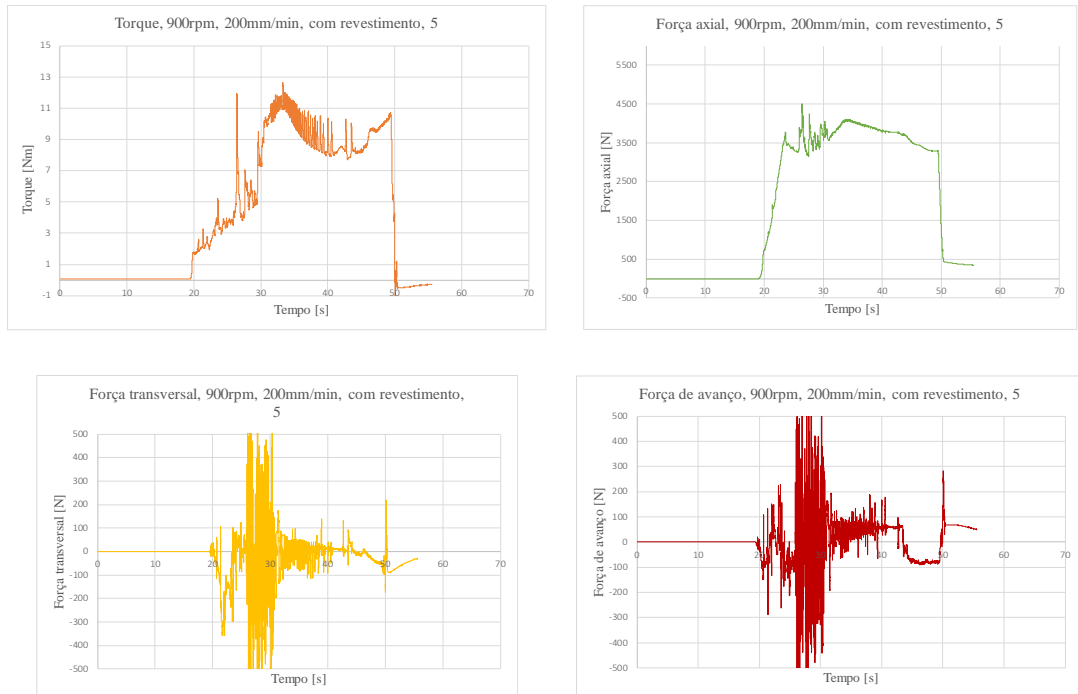 Torque, 900rpm, 200mm/min, com revestimento, 5
15
13
11
9
7
5
3
1
-1
0 10 20 30 40 50 60 70
Torque [Nm]
Tempo [s]
Força axial, 900rpm, 200mm/min, com revestimento, 5
5500
4500
3500
2500
1500
500
-500
0 10 20 30 40 50 60 70
Força axial [N]
Tempo [s]
Força transversal, 900rpm, 200mm/min, com revestimento,
5
500
400
300
200
100
0
-100
-200
-300
-400
-500
0 10 20 30 40 50 60 70
Força transversal [N]
Tempo [s]
Força de avanço, 900rpm, 200mm/min, com revestimento, 5
500
400
300
200
100
0
-100
-200
-300
-400
-500
0 10 20 30 40 50 60 70
Força de avanço [N]
Tempo [s]